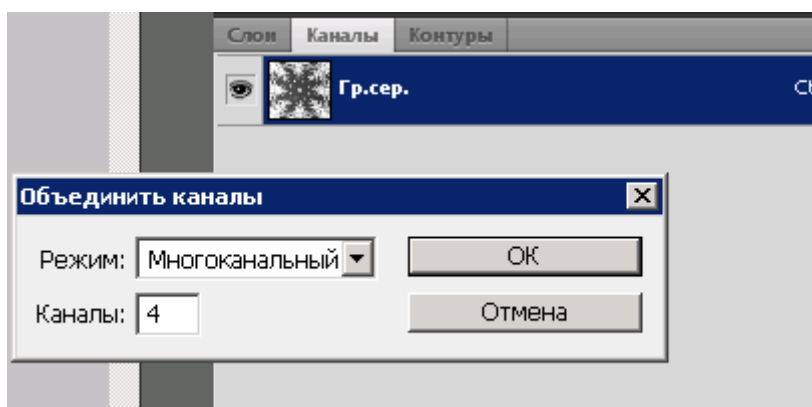 Слои Каналы Контуры
Гр.сер.
Объединить каналы
Режим: Многоканальный OK
Каналы: 4 Отмена